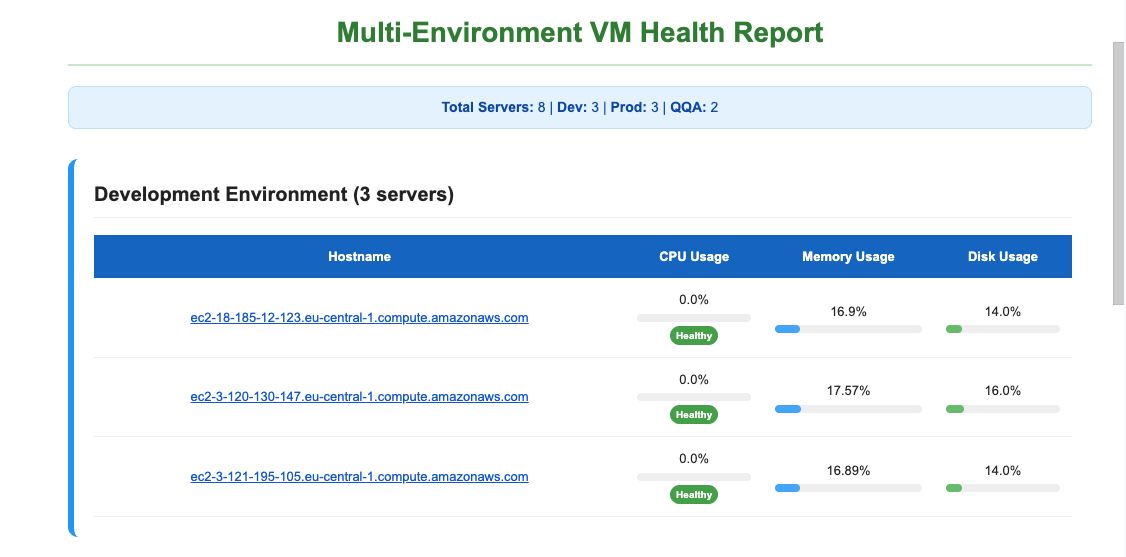 Multi-Environment VM Health Report
Total Servers: 8 | Dev: 3 | Prod: 3 | QQA: 2
Development Environment (3 servers)
Hostname CPU Usage Memory Usage Disk Usage
ec2-18-185-12-123.eu-central-1.compute.amazonaws.com 0.0% Healthy 16.9% 14.0%
ec2-3-120-130-147.eu-central-1.compute.amazonaws.com 0.0% Healthy 17.57% 16.0%
ec2-3-121-195-105.eu-central-1.compute.amazonaws.com 0.0% Healthy 16.89% 14.0%